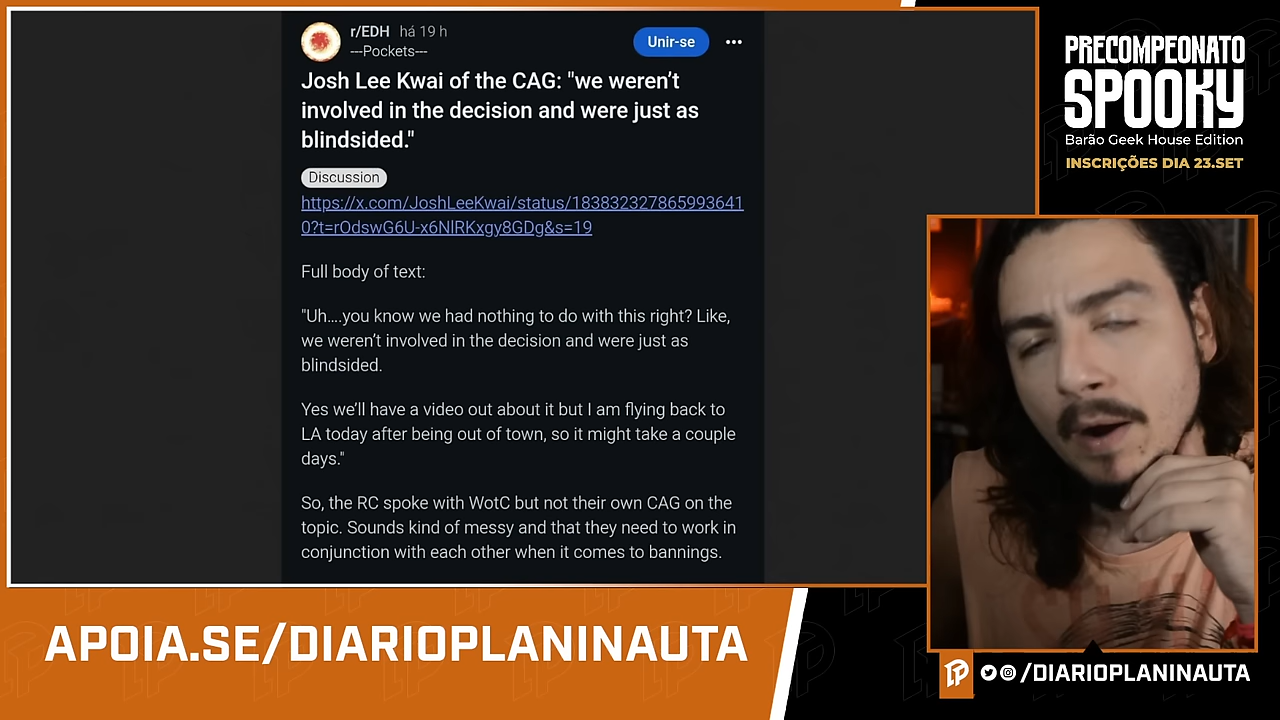 r/EDH há 19 h
---Pockets---
Unir-se
Josh Lee Kwai of the CAG: "we weren’t
involved in the decision and were just as
blindsided."
Discussion
https://x.com/JoshLeeKwai/status/183832327865993641
0?t=rOdswG6U-x6NlRKxgy8GDg&s=19
Full body of text:
"Uh....you know we had nothing to do with this right? Like,
we weren’t involved in the decision and were just as
blindsided.
Yes we’ll have a video out about it but I am flying back to
LA today after being out of town, so it might take a couple
days."
So, the RC spoke with WotC but not their own CAG on the
topic. Sounds kind of messy and that they need to work in
conjunction with each other when it comes to bannings.
PRECOMPEONATO
SPOOKY
Barão Geek House Edition
INSCRIÇÕES DIA 23.SET
APOIA.SE/DIARIOPLANINAUTA
/DIARIOPLANINAUTA